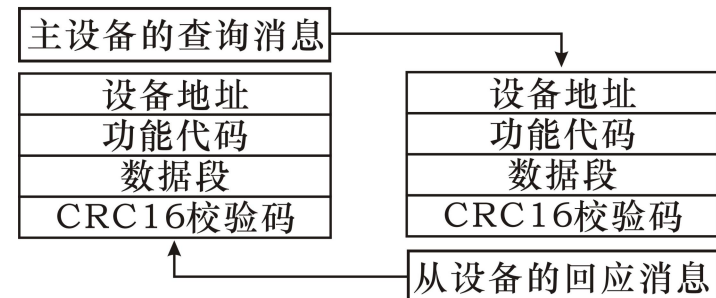 主设备的查询消息
设备地址
功能代码
数据段
CRC16校验码
设备地址
功能代码
数据段
CRC16校验码
从设备的回应消息